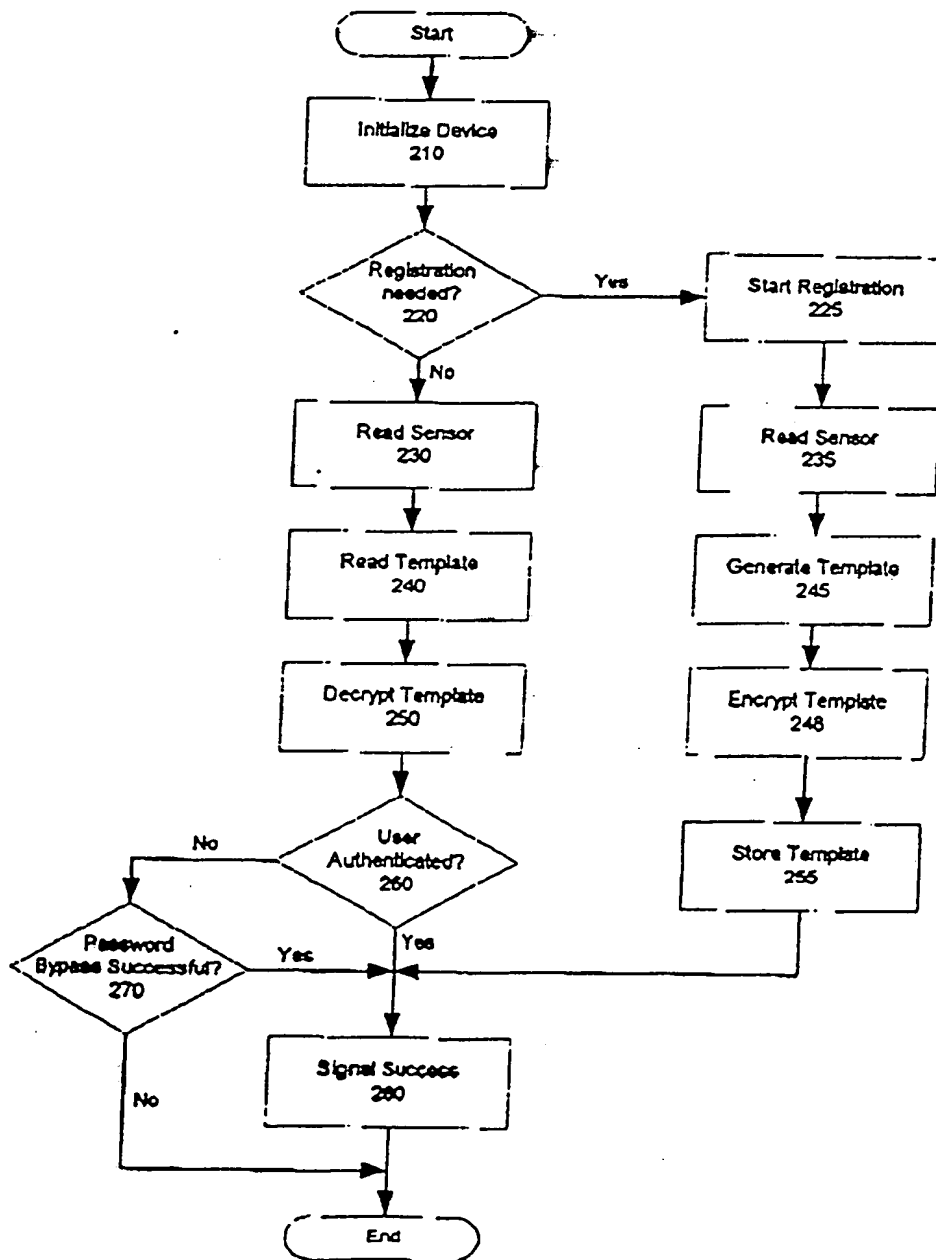 Start
Initialize Device
210
Registration
needed?
220
Yes
Start Registration
225
No
Read Sensor
230
Read Sensor
235
Read Template
240
Generate Template
245
Decrypt Template
250
Encrypt Template
248
No
User
Authenticated?
260
Store Template
255
Password
Bypass Successful?
270
Yes
Yes
Signal Success
280
No
End